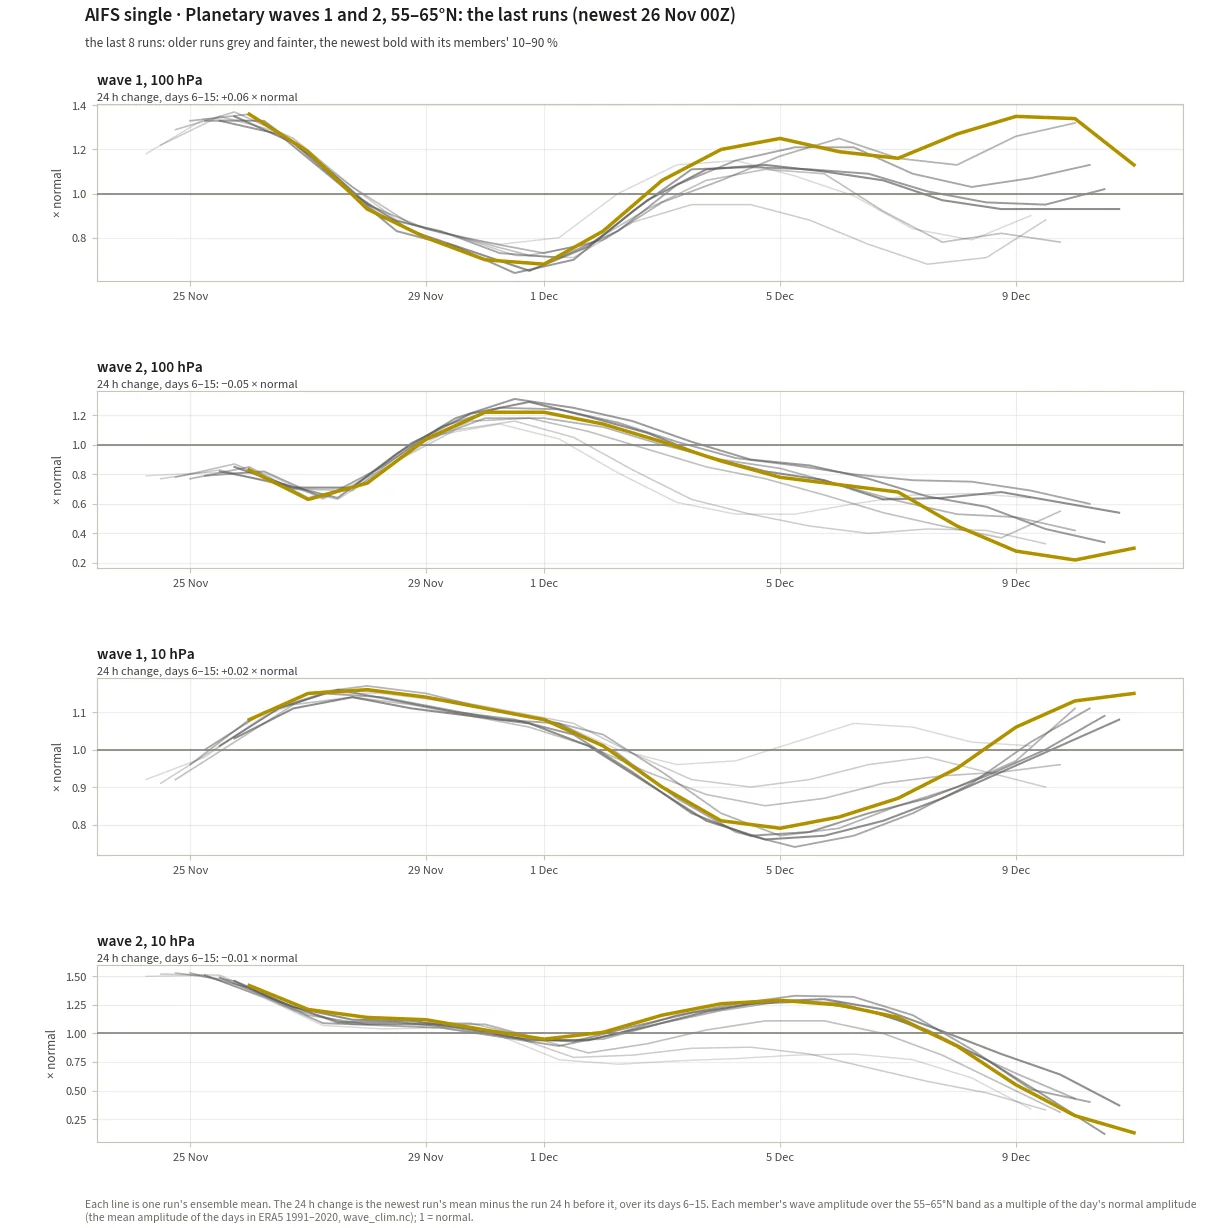 AIFS single · Planetary waves 1 and 2, 55–65°N: the last runs (newest 26 Nov 00Z)
the last 8 runs: older runs grey and fainter, the newest bold with its members' 10–90 %
wave 1, 100 hPa
24 h change, days 6–15: +0.06 × normal
1.4
1.2
1.0
0.8
× normal
25 Nov
29 Nov
1 Dec
5 Dec
9 Dec
wave 2, 100 hPa
24 h change, days 6–15: −0.05 × normal
1.2
1.0
0.8
0.6
0.4
0.2
× normal
25 Nov
29 Nov
1 Dec
5 Dec
9 Dec
wave 1, 10 hPa
24 h change, days 6–15: +0.02 × normal
1.1
1.0
0.9
0.8
× normal
25 Nov
29 Nov
1 Dec
5 Dec
9 Dec
wave 2, 10 hPa
24 h change, days 6–15: −0.01 × normal
1.50
1.25
1.00
0.75
0.50
0.25
× normal
25 Nov
29 Nov
1 Dec
5 Dec
9 Dec
Each line is one run's ensemble mean. The 24 h change is the newest run's mean minus the run 24 h before it, over its days 6–15. Each member's wave amplitude over the 55–65°N band as a multiple of the day's normal amplitude
(the mean amplitude of the days in ERA5 1991–2020, wave_clim.nc); 1 = normal.